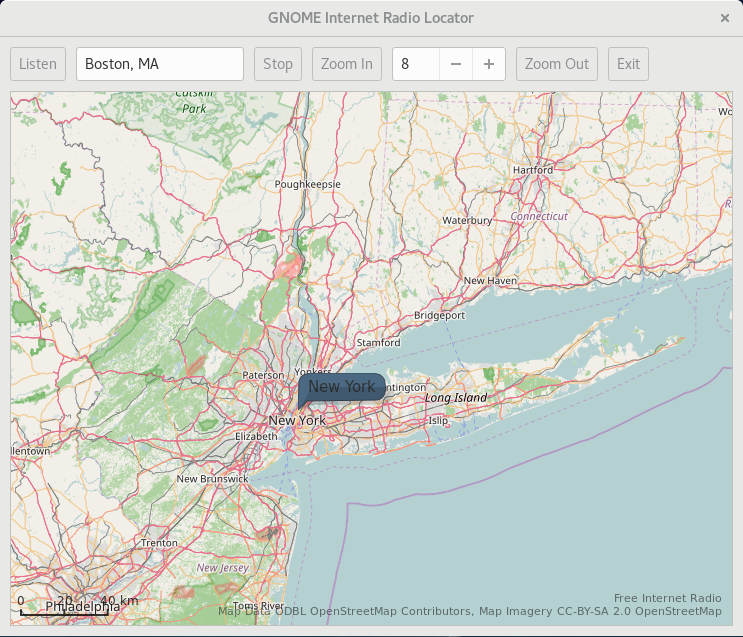 GNOME Internet Radio Locator
×
Listen
Boston, MA
Stop
Zoom In
8
−
+
Zoom Out
Exit
Catskill
Park
Wo
Poughkeepsie
Hartford
Waterbury
Connecticut
R
New Haven
Bridgeport
Stamford
Paterson
Yonkers
New York
ntington
Long Island
New York
Islip
Elizabeth
llentown
New Brunswick
Trenton
New Jersey
0 20 40 km
Philadelphia
Toms River
Free Internet Radio
Map Data ODBL OpenStreetMap Contributors, Map Imagery CC-BY-SA 2.0 OpenStreetMap